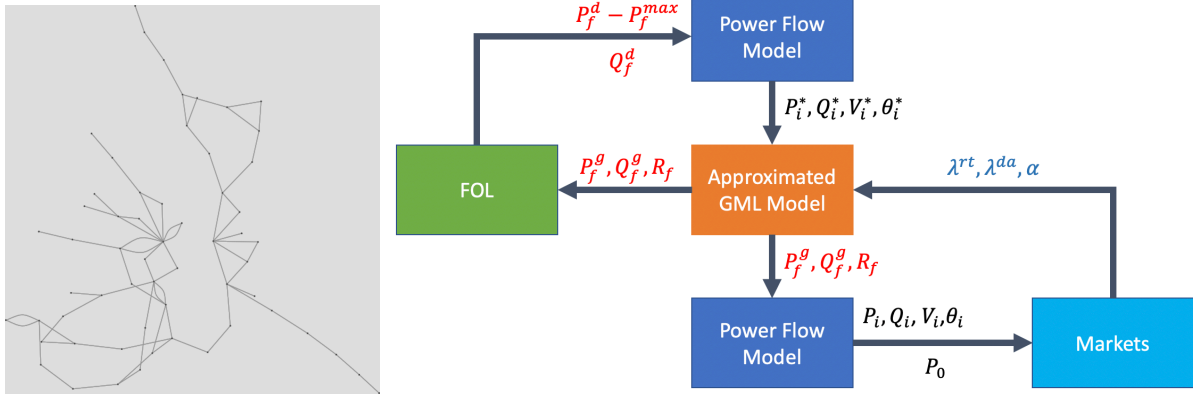 P_f^d − P_f^max
Q_f^d
Power Flow
Model
P_i^*, Q_i^*, V_i^*, θ_i^*
FOL
P_f^g, Q_f^g, R_f
Approximated
GML Model
λ^rt, λ^da, α
P_f^g, Q_f^g, R_f
Power Flow
Model
P_i, Q_i, V_i, θ_i
P_0
Markets